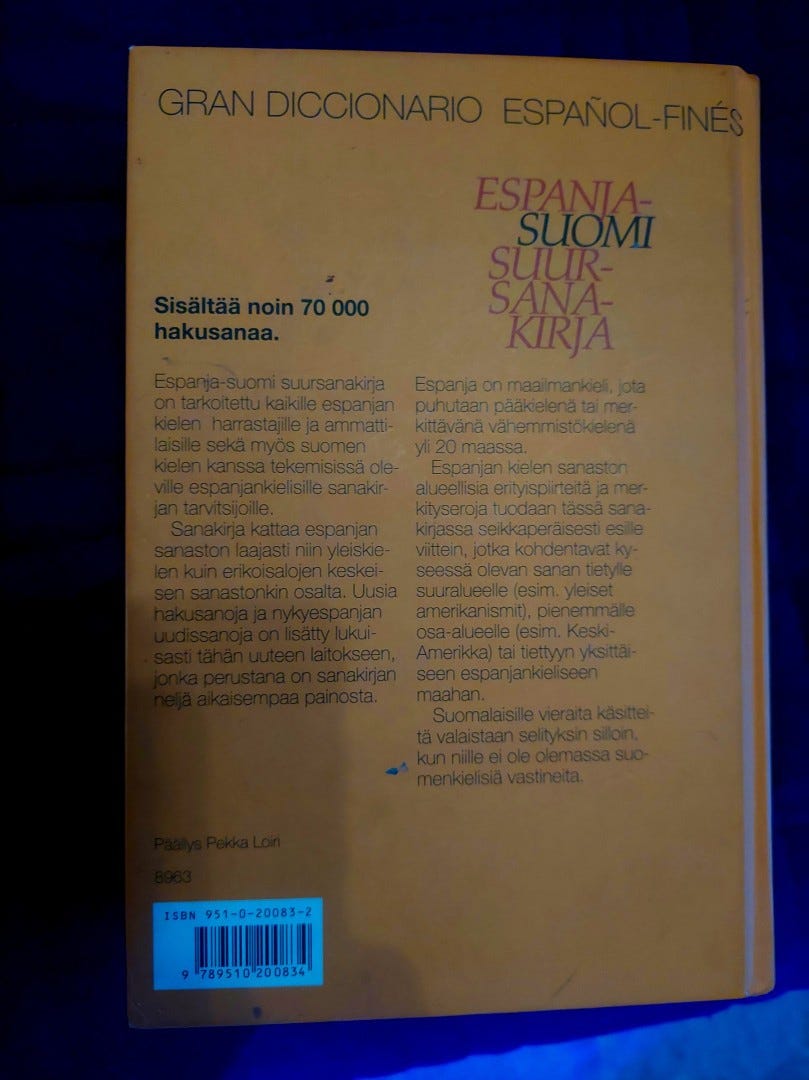 GRAN DICCIONARIO ESPAÑOL-FINÉS
ESPANJA-
SUOMI
SUUR-
SANA-
KIRJA
Sisältää noin 70 000
hakusanaa.
Espanja-suomi suursanakirja
on tarkoitettu kaikille espanjan
kielen harrastajille ja ammatti-
laisille sekä myös suomen
kielen kanssa tekemisissä ole-
ville espanjankielisille sanakir-
jan tarvitsijoille.
Sanakirja kattaa espanjan
sanaston laajasti niin yleiskie-
len kuin erikoisalojen keskei-
sen sanastonkin osalta. Uusia
hakusanoja ja nykyespanjan
uudissanoja on lisätty lukui-
sasti tähän uuteen laitokseen,
jonka perustana on sanakirjan
neljä aikaisempaa painosta.
Espanja on maailmankieli, jota
puhutaan pääkielenä tai mer-
kittävänä vähemmistökielenä
yli 20 maassa.
Espanjan kielen sanaston
alueellisia erityispiirteitä ja mer-
kityseroja tuodaan tässä sana-
kirjassa seikkaperäisesti esille
viittein, jotka kohdentavat ky-
seessä olevan sanan tietylle
suuralueelle (esim. yleiset
amerikanismit), pienemmälle
osa-alueelle (esim. Keski-
Amerikka) tai tiettyyn yksittäi-
seen espanjankieliseen
maahan.
Suomalaisille vieraita käsittei-
tä valaistaan selityksin silloin,
kun niille ei ole olemassa suo-
menkielisiä vastineita.
Päällys Pekka Loiri
8963
ISBN 951-0-20083-2
9 789510 200834